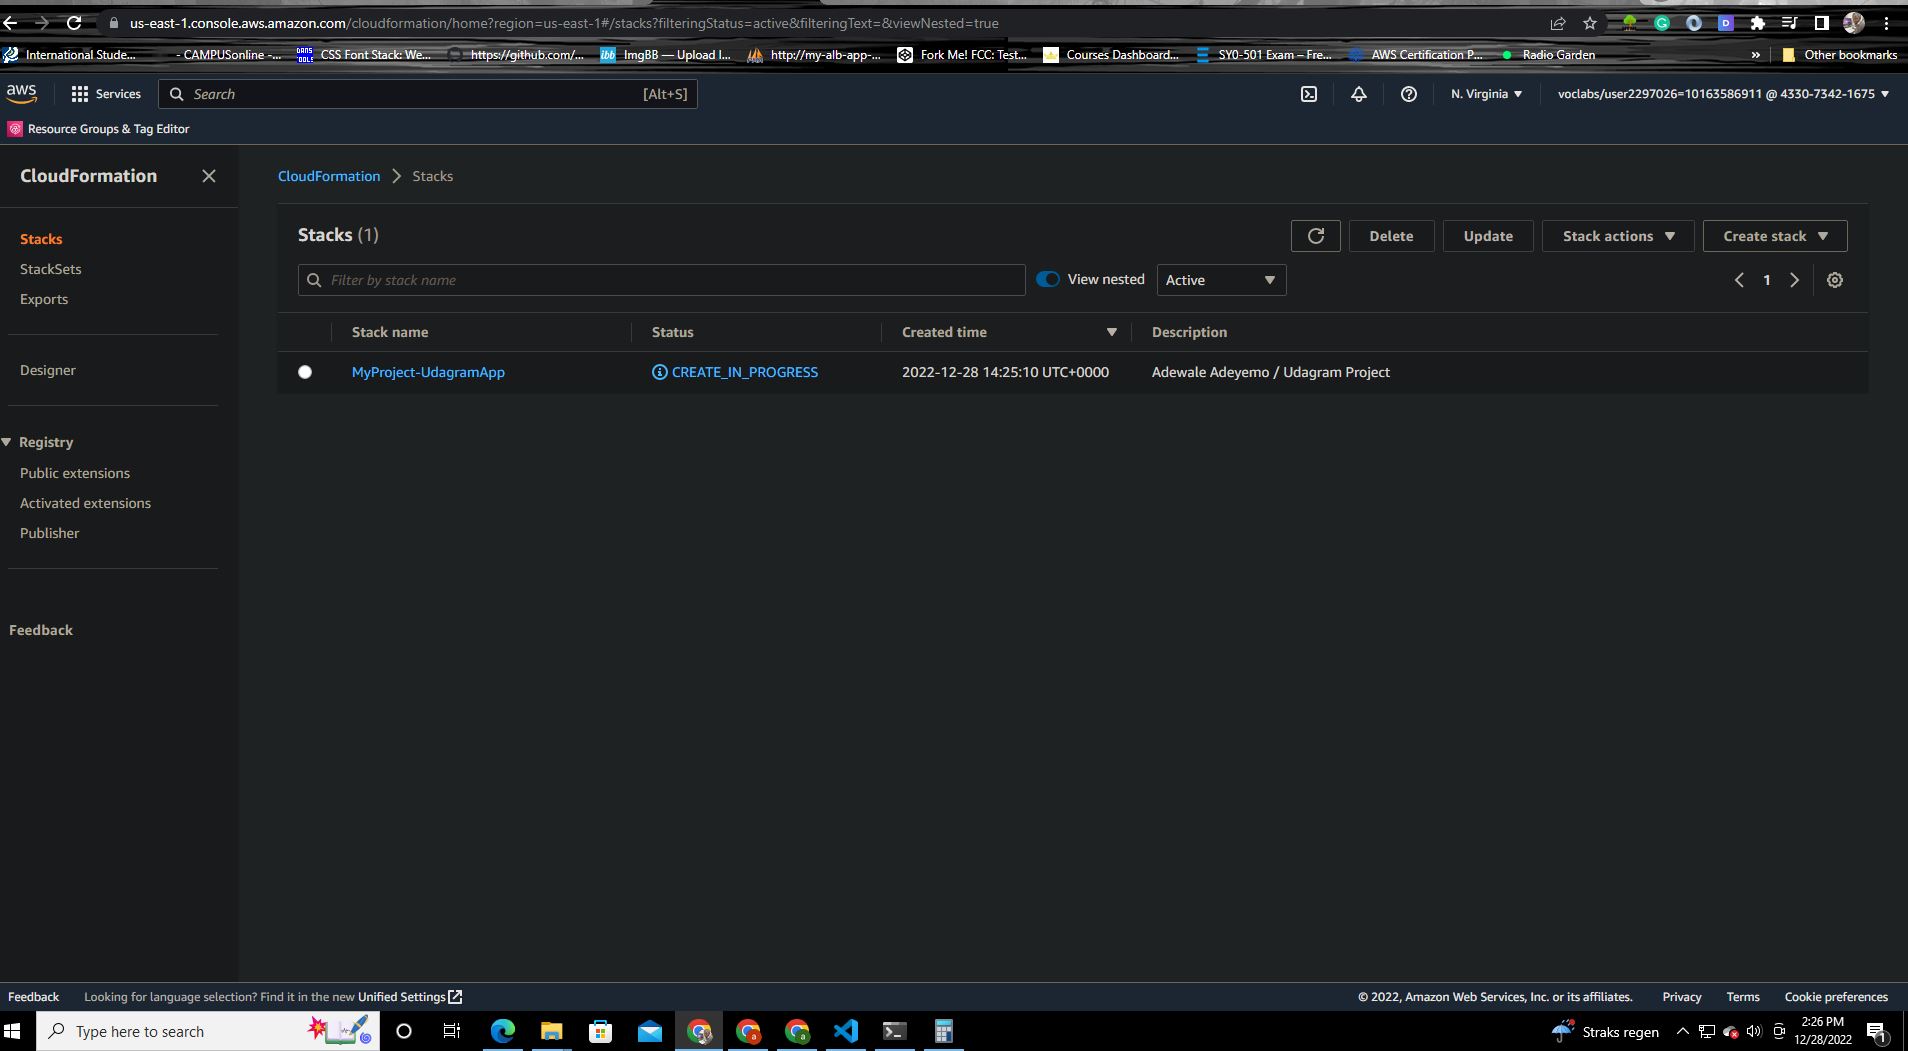 us-east-1.console.aws.amazon.com/cloudformation/home?region=us-east-1#/stacks?filteringStatus=active&filteringText=&viewNested=true
International Stude... - CAMPUSonline -... CSS Font Stack: We... https://github.com/... ImgBB — Upload I... http://my-alb-app-... Fork Me! FCC: Test... Courses Dashboard... SY0-501 Exam – Fre... AWS Certification P... Radio Garden » Other bookmarks
aws Services Search [Alt+S] N. Virginia voclabs/user2297026=10163586911 @ 4330-7342-1675
Resource Groups & Tag Editor
CloudFormation
Stacks
StackSets
Exports
Designer
Registry
Public extensions
Activated extensions
Publisher
Feedback
CloudFormation > Stacks
Stacks (1) Delete Update Stack actions Create stack
Filter by stack name View nested Active 1
Stack name Status Created time Description
MyProject-UdagramApp CREATE_IN_PROGRESS 2022-12-28 14:25:10 UTC+0000 Adewale Adeyemo / Udagram Project
Feedback Looking for language selection? Find it in the new Unified Settings © 2022, Amazon Web Services, Inc. or its affiliates. Privacy Terms Cookie preferences
Type here to search Straks regen 2:26 PM
12/28/2022 1